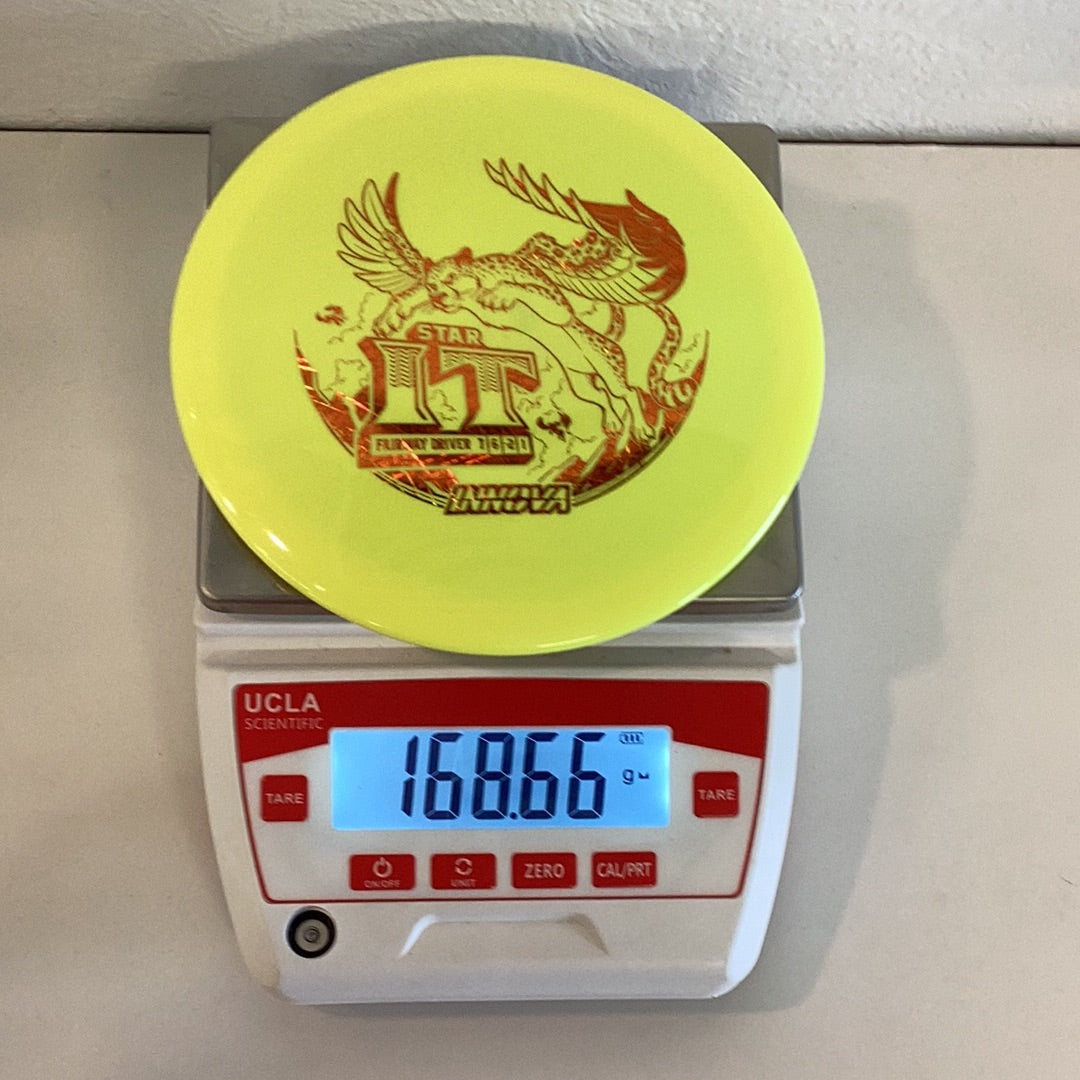 STAR
IT
FAIRWAY DRIVER 7|6|-2|1
INNOVA
UCLA
SCIENTIFIC
168.66 g
TARE
TARE
ON/OFF
UNIT
ZERO
CAL/PRT